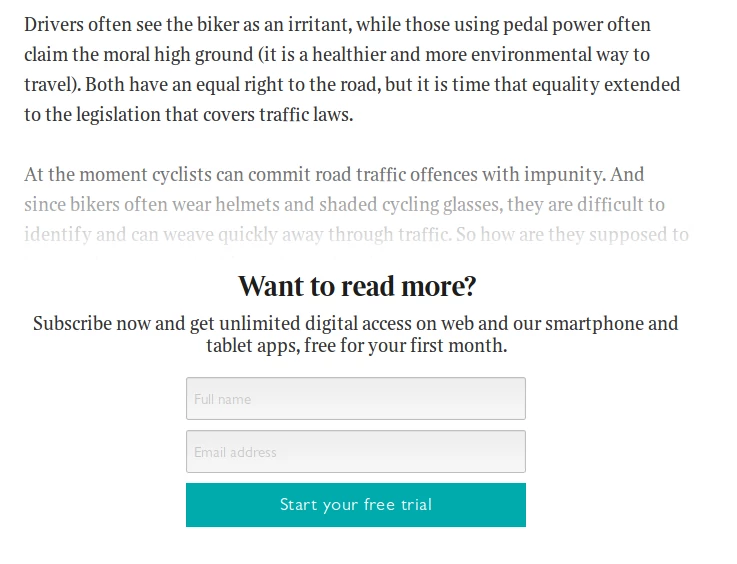 Drivers often see the biker as an irritant, while those using pedal power often
claim the moral high ground (it is a healthier and more environmental way to
travel). Both have an equal right to the road, but it is time that equality extended
to the legislation that covers traffic laws.
At the moment cyclists can commit road traffic offences with impunity. And
since bikers often wear helmets and shaded cycling glasses, they are difficult to
identify and can weave quickly away through traffic. So how are they supposed to
Want to read more?
Subscribe now and get unlimited digital access on web and our smartphone and
tablet apps, free for your first month.
Full name
Email address
Start your free trial